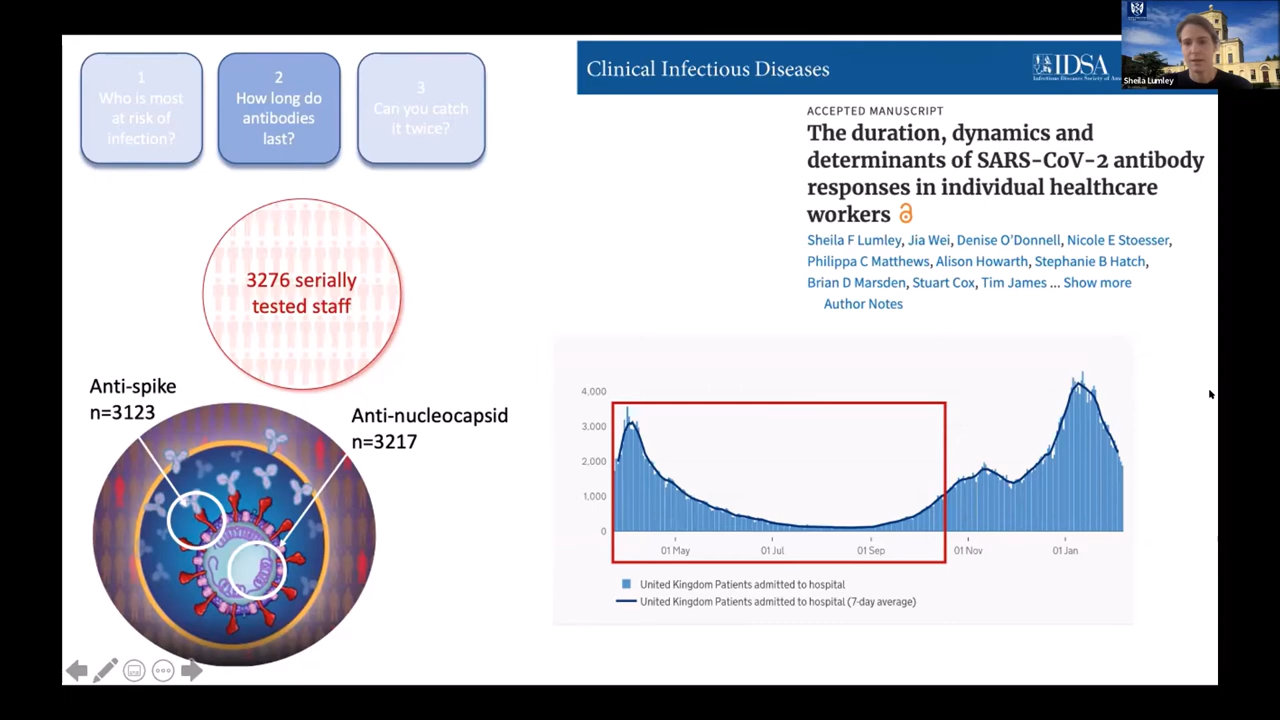 1
Who is most
at risk of
infection?
2
How long do
antibodies
last?
3
Can you catch
it twice?
Clinical Infectious Diseases
IDSA
Sheila Lumley
ACCEPTED MANUSCRIPT
The duration, dynamics and
determinants of SARS-CoV-2 antibody
responses in individual healthcare
workers
Sheila F Lumley, Jia Wei, Denise O'Donnell, Nicole E Stoesser,
Philippa C Matthews, Alison Howarth, Stephanie B Hatch,
Brian D Marsden, Stuart Cox, Tim James ... Show more
Author Notes
3276 serially
tested staff
Anti-spike
n=3123
Anti-nucleocapsid
n=3217
4,000
3,000
2,000
1,000
0
01 May
01 Jul
01 Sep
01 Nov
01 Jan
United Kingdom Patients admitted to hospital
United Kingdom Patients admitted to hospital (7-day average)